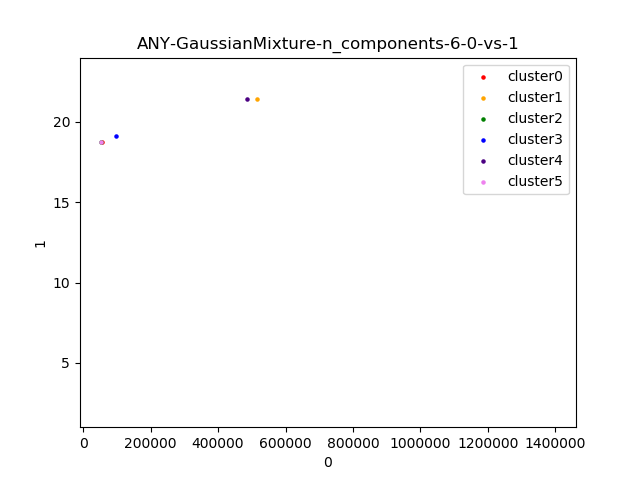 ANY-GaussianMixture-n_components-6-0-vs-1
cluster0
cluster1
cluster2
cluster3
cluster4
cluster5
20
15
10
5
1
0 200000 400000 600000 800000 1000000 1200000 1400000
0